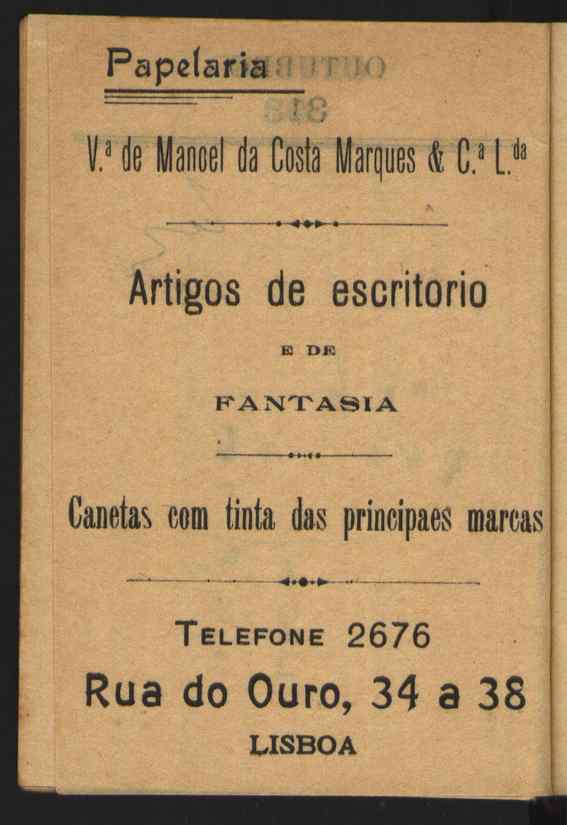 Papelaria
V.ª de Manoel da Costa Marques & C.ª L.da
Artigos de escritorio
E DE
FANTASIA
Canetas com tinta das principaes marcas
TELEFONE 2676
Rua do Ouro, 34 a 38
LISBOA